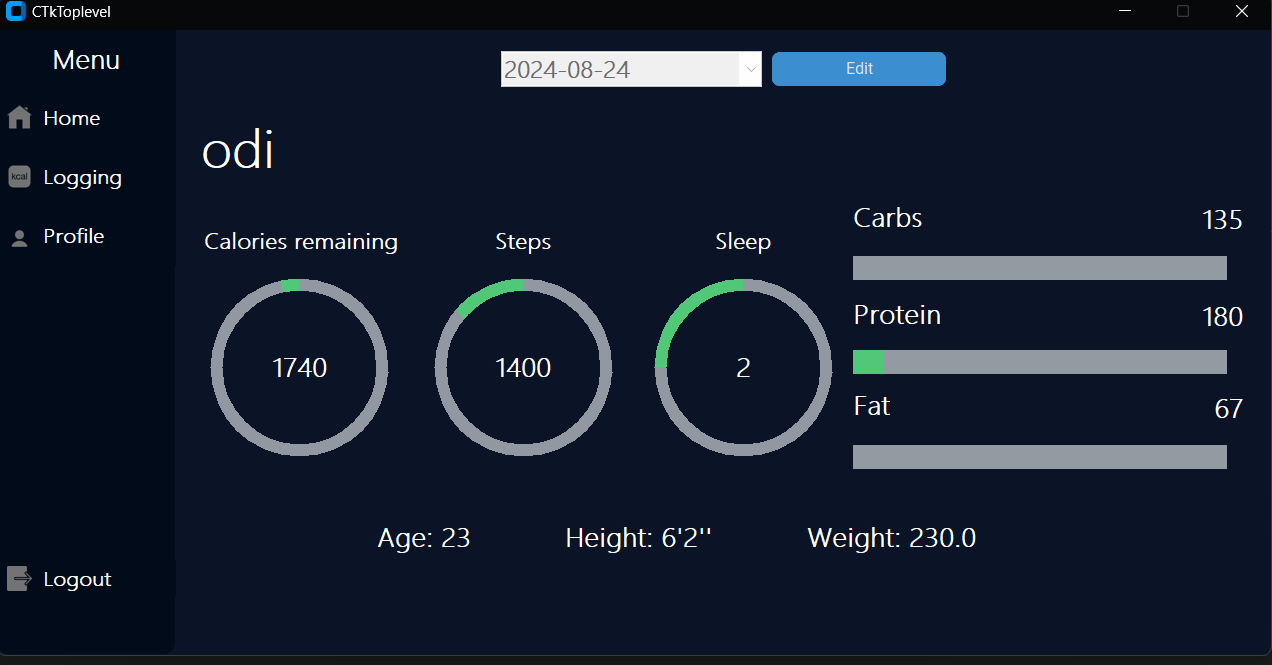 CTkToplevel
Menu
Home
kcal
Logging
Profile
Logout
2024-08-24
Edit
odi
Calories remaining
1740
Steps
1400
Sleep
2
Carbs
135
Protein
180
Fat
67
Age: 23
Height: 6'2''
Weight: 230.0